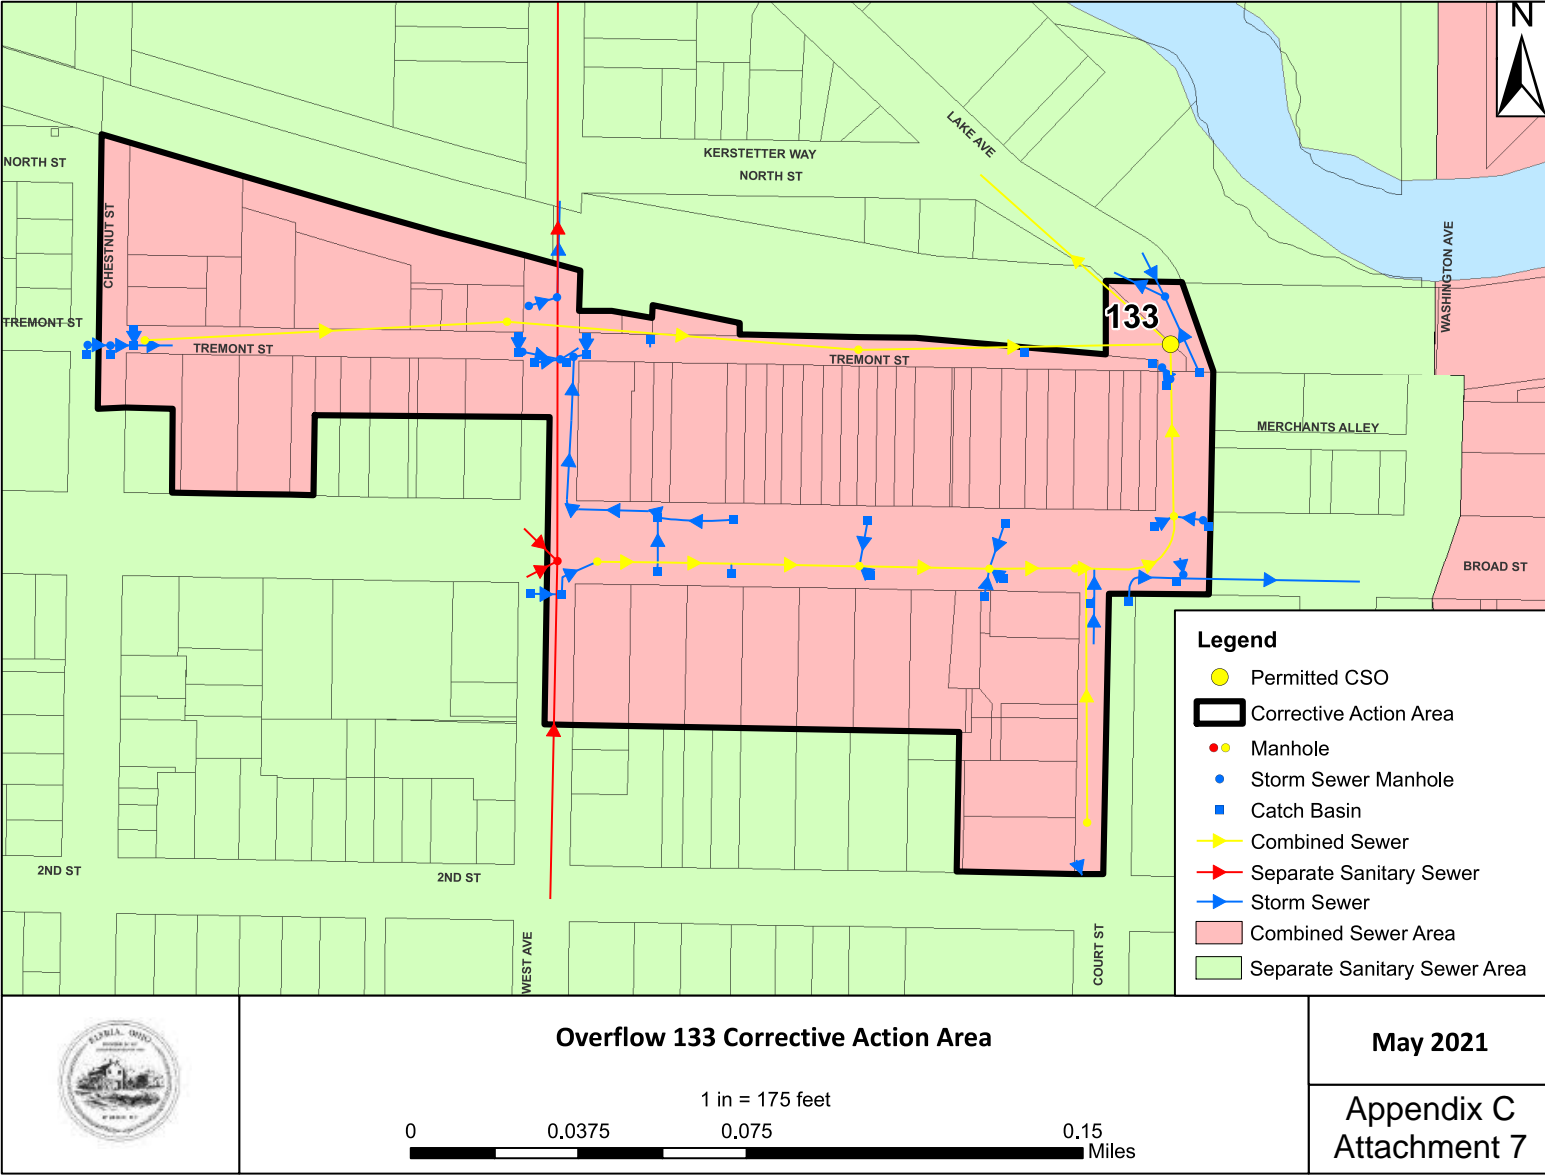 N
LAKE AVE
KERSTETTER WAY
NORTH ST
NORTH ST
CHESTNUT ST
WASHINGTON AVE
133
TREMONT ST
TREMONT ST
TREMONT ST
MERCHANTS ALLEY
BROAD ST
2ND ST
2ND ST
WEST AVE
COURT ST
Legend
Permitted CSO
Corrective Action Area
Manhole
Storm Sewer Manhole
Catch Basin
Combined Sewer
Separate Sanitary Sewer
Storm Sewer
Combined Sewer Area
Separate Sanitary Sewer Area
ELYRIA, OHIO
Overflow 133 Corrective Action Area
1 in = 175 feet
0 0.0375 0.075 0.15
Miles
May 2021
Appendix C
Attachment 7